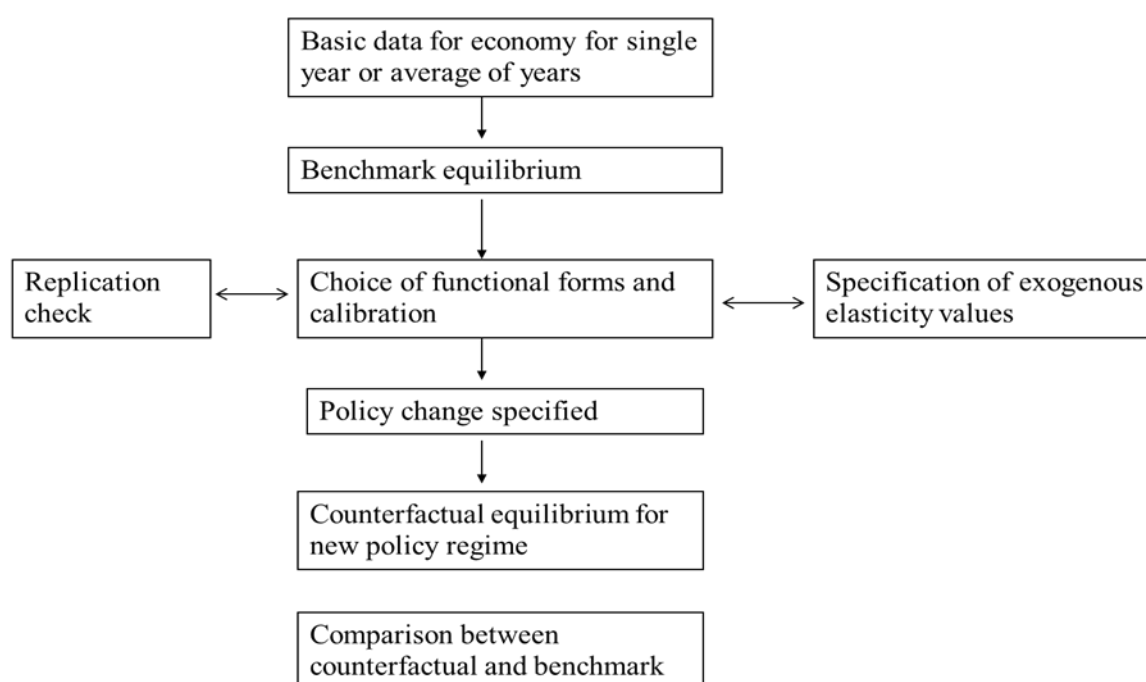 Basic data for economy for single
year or average of years
Benchmark equilibrium
Replication
check
Choice of functional forms and
calibration
Specification of exogenous
elasticity values
Policy change specified
Counterfactual equilibrium for
new policy regime
Comparison between
counterfactual and benchmark